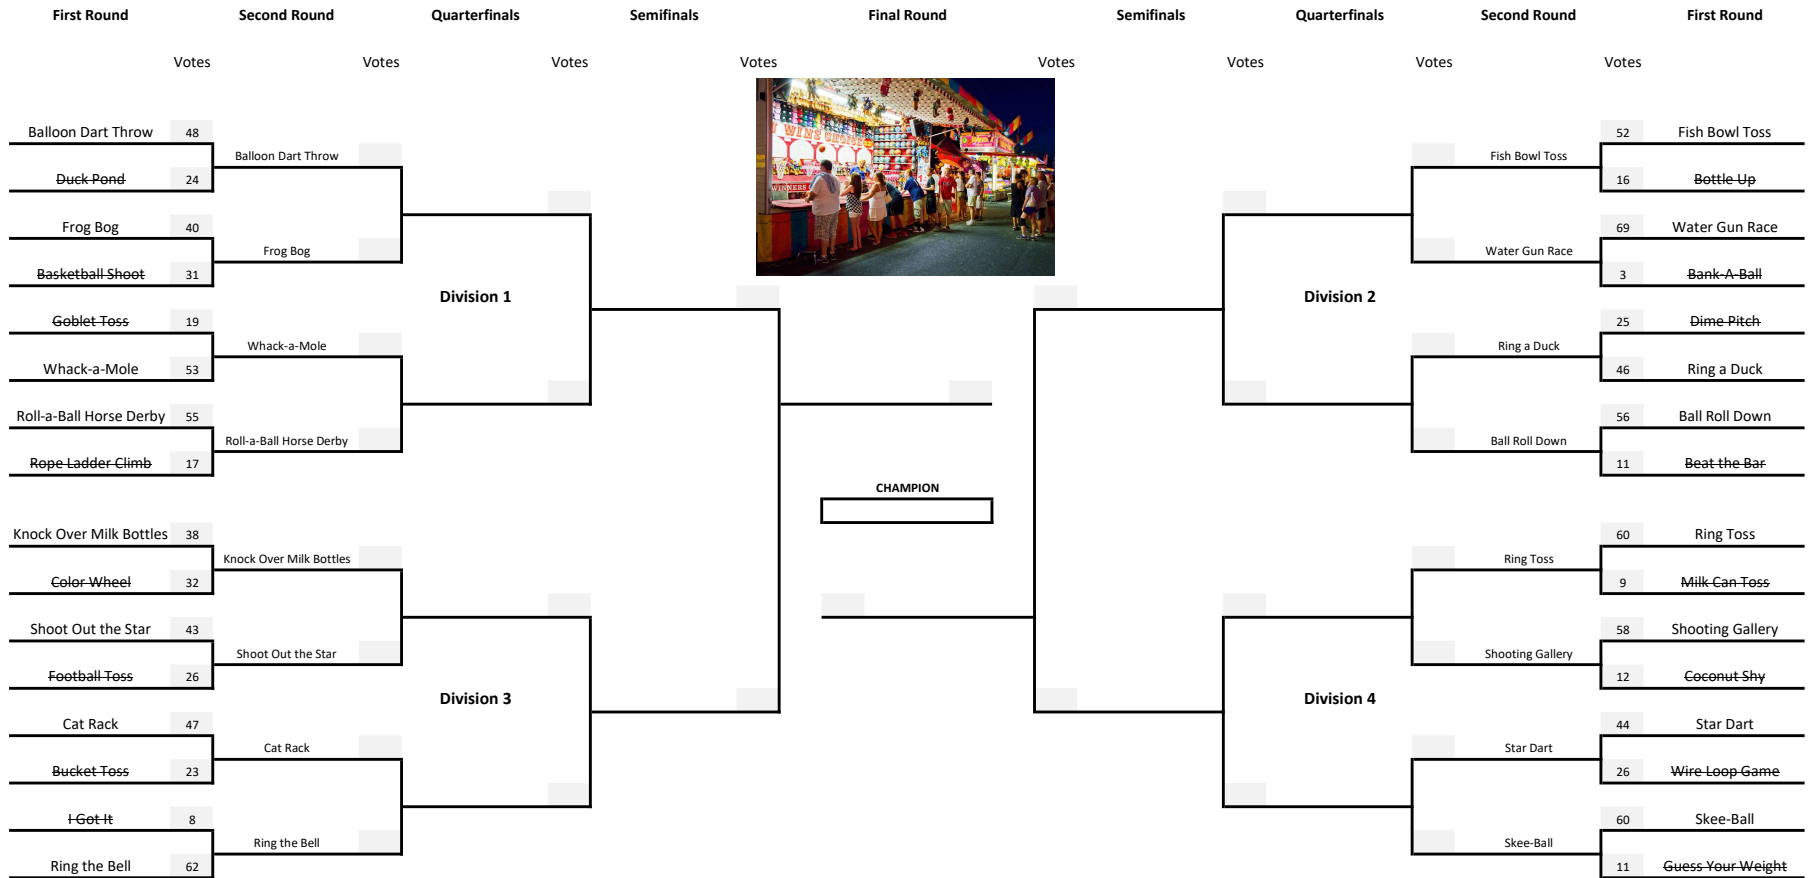 First Round Second Round Quarterfinals Semifinals Final Round Semifinals Quarterfinals Second Round First Round
Votes Votes Votes Votes Votes Votes Votes Votes
Balloon Dart Throw 48
Balloon Dart Throw
Duck Pond 24
Frog Bog 40
Frog Bog
Basketball Shoot 31
Division 1
Goblet Toss 19
Whack-a-Mole
Whack-a-Mole 53
Roll-a-Ball Horse Derby 55
Roll-a-Ball Horse Derby
Rope Ladder Climb 17
Knock Over Milk Bottles 38
Knock Over Milk Bottles
Color Wheel 32
Shoot Out the Star 43
Shoot Out the Star
Football Toss 26
Division 3
Cat Rack 47
Cat Rack
Bucket Toss 23
I Got It 8
Ring the Bell
Ring the Bell 62
WINS CHOICE
WINNERS
CHAMPION
52 Fish Bowl Toss
Fish Bowl Toss
16 Bottle Up
69 Water Gun Race
Water Gun Race
3 Bank-A-Ball
Division 2
25 Dime Pitch
Ring a Duck
46 Ring a Duck
56 Ball Roll Down
Ball Roll Down
11 Beat the Bar
60 Ring Toss
Ring Toss
9 Milk Can Toss
58 Shooting Gallery
Shooting Gallery
12 Coconut Shy
Division 4
44 Star Dart
Star Dart
26 Wire Loop Game
60 Skee-Ball
Skee-Ball
11 Guess Your Weight